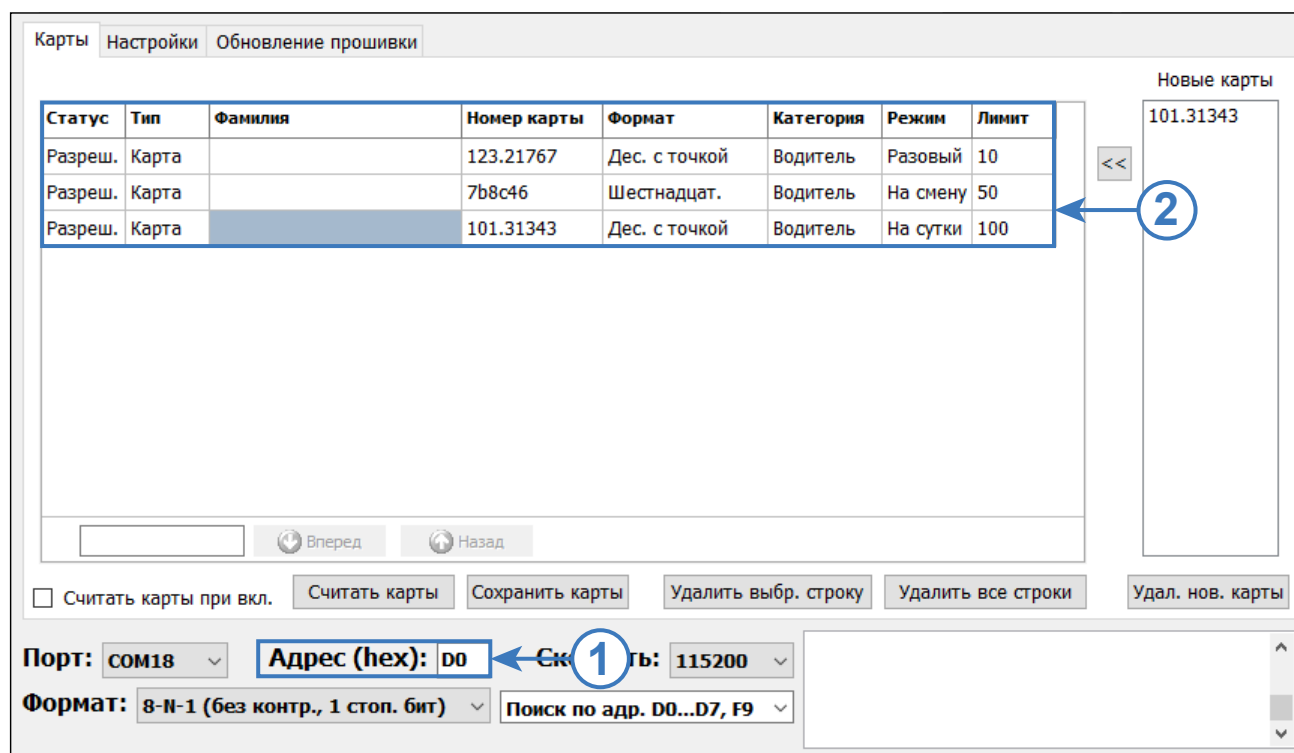 Карты Настройки Обновление прошивки
Новые карты
Статус Тип Фамилия Номер карты Формат Категория Режим Лимит
101.31343
Разреш. Карта 123.21767 Дес. с точкой Водитель Разовый 10
<<
Разреш. Карта 7b8c46 Шестнадцат. Водитель На смену 50
2
Разреш. Карта 101.31343 Дес. с точкой Водитель На сутки 100
Вперед Назад
Считать карты при вкл. Считать карты Сохранить карты Удалить выбр. строку Удалить все строки Удал. нов. карты
Порт: COM18 Адрес (hex): D0 1 115200
Формат: 8-N-1 (без контр., 1 стоп. бит) Поиск по адр. D0...D7, F9